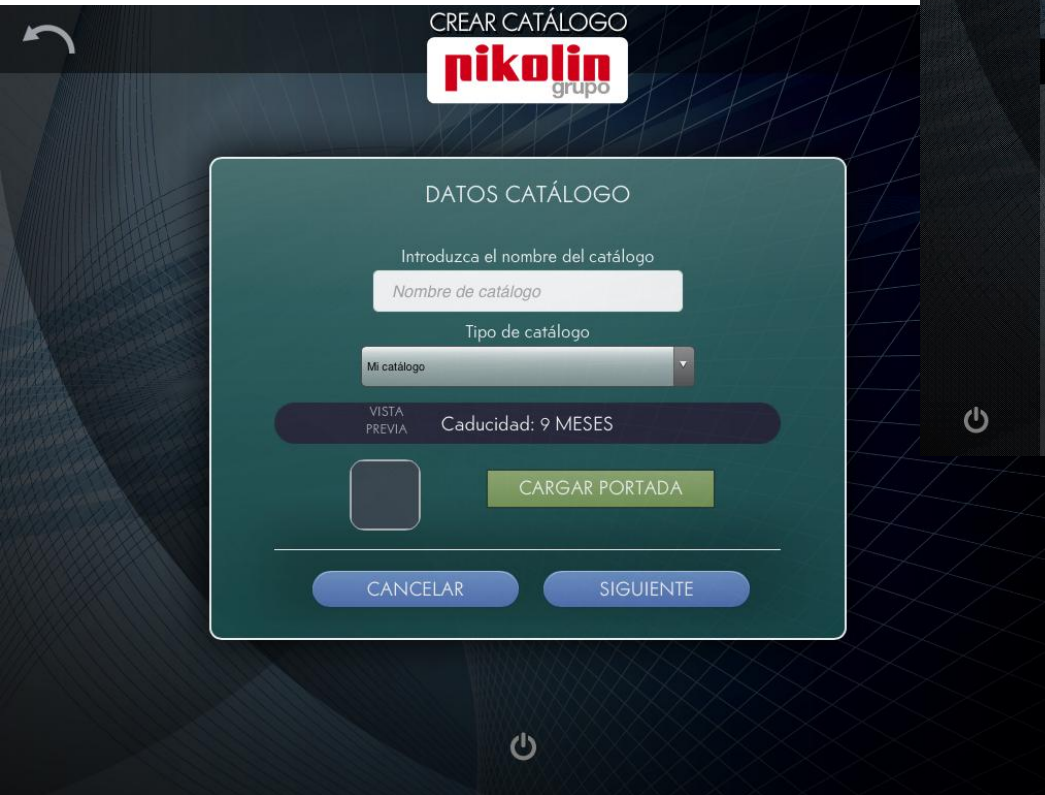 CREAR CATÁLOGO
pikolin
grupo
DATOS CATÁLOGO
Introduzca el nombre del catálogo
Nombre de catálogo
Tipo de catálogo
Mi catálogo
VISTA
PREVIA
Caducidad: 9 MESES
CARGAR PORTADA
CANCELAR
SIGUIENTE